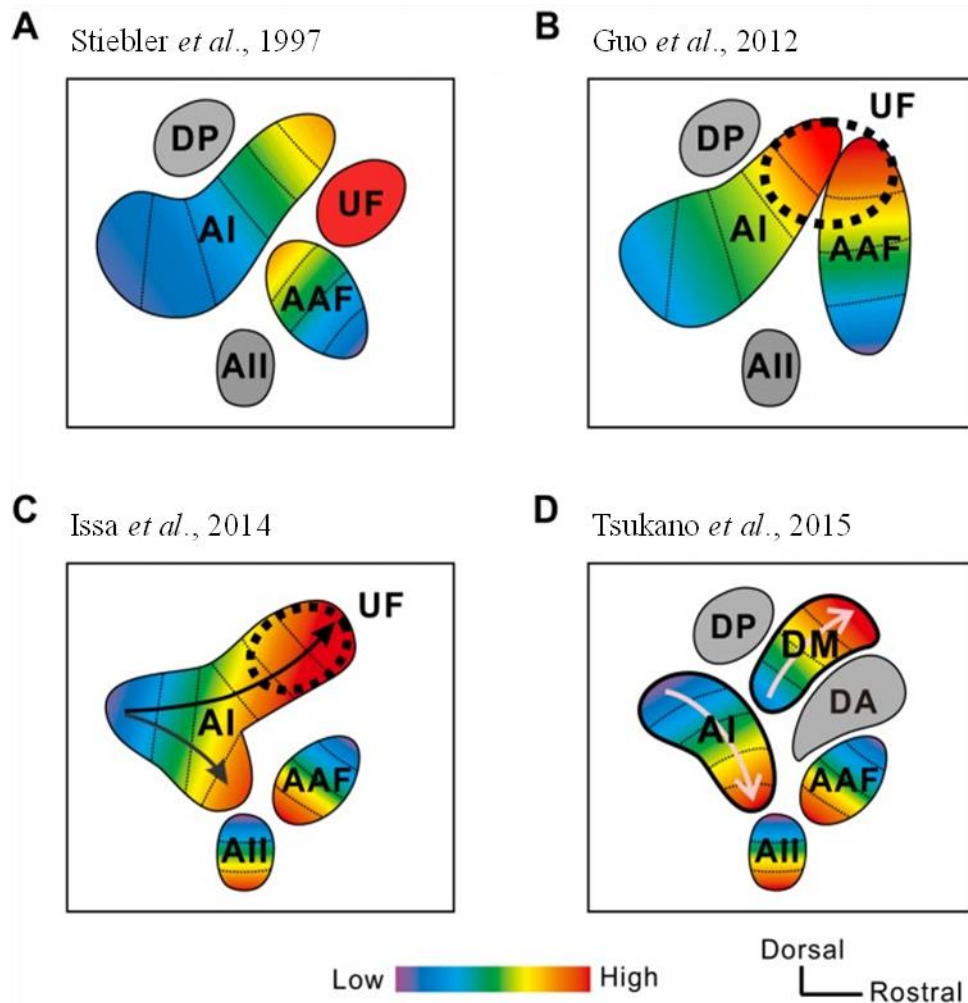 A Stiebler et al., 1997
DP
UF
AI
AAF
AII
B Guo et al., 2012
UF
DP
AI
AAF
AII
C Issa et al., 2014
UF
AI
AAF
AII
D Tsukano et al., 2015
DP
DM
DA
AI
AAF
AII
Low High
Dorsal
Rostral